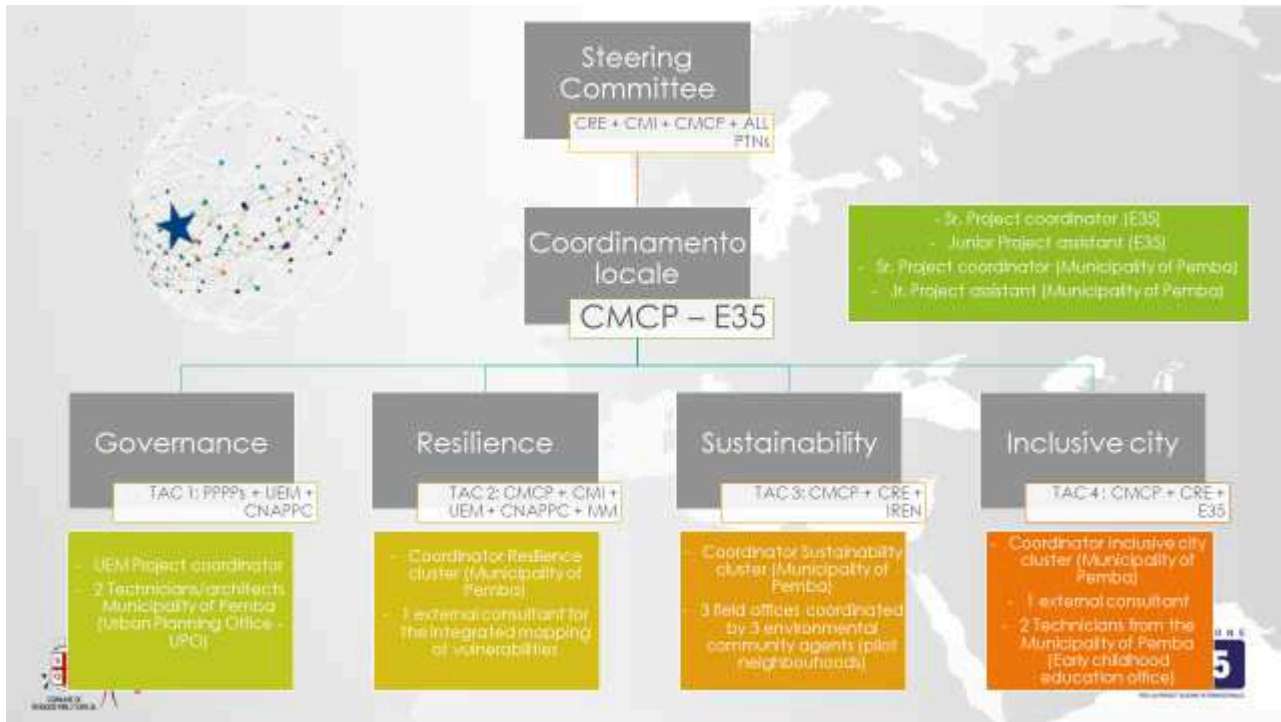 Steering
Committee
CRE + CMI + CMCP + ALL
PTNs
Coordinamento
locale
CMCP – E35
- Sr. Project coordinator (E35)
- Junior Project assistant (E35)
- Sr. Project coordinator (Municipality of Pemba)
- Jr. Project assistant (Municipality of Pemba)
Governance
TAC 1: PPPPs + UEM +
CNAPPC
- UEM Project coordinator
- 2 Technicians/architects
Municipality of Pemba
(Urban Planning Office -
UPO)
Resilience
TAC 2: CMCP + CMI +
UEM + CNAPPC + MM
- Coordinator Resilience
cluster (Municipality of
Pemba)
- 1 external consultant for
the integrated mapping
of vulnerabilities
Sustainability
TAC 3: CMCP + CRE +
IREN
- Coordinator Sustainability
cluster (Municipality of
Pemba)
- 3 field offices coordinated
by 3 environmental
community agents (pilot
neighbourhoods)
Inclusive city
TAC 4 : CMCP + CRE +
E35
- Coordinator Inclusive city
cluster (Municipality of
Pemba)
- 1 external consultant
- 2 Technicians from the
Municipality of Pemba
(Early childhood
education office)
COMUNE DI
O N E
5